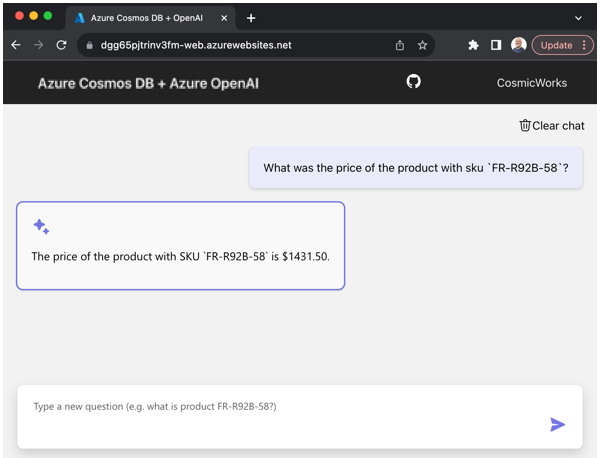 Azure Cosmos DB + OpenAI
dgg65pjtrinv3fm-web.azurewebsites.net
Update
Azure Cosmos DB + Azure OpenAI
CosmicWorks
Clear chat
What was the price of the product with sku `FR-R92B-58`?
The price of the product with SKU `FR-R92B-58` is $1431.50.
Type a new question (e.g. what is product FR-R92B-58?)